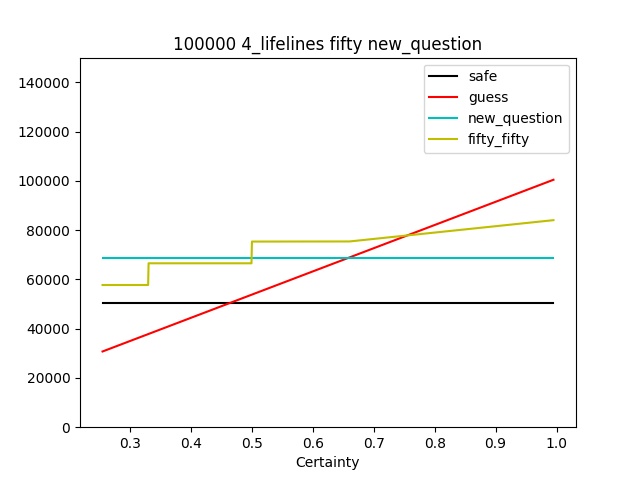 100000 4_lifelines fifty new_question
safe
guess
new_question
fifty_fifty
140000
120000
100000
80000
60000
40000
20000
0
0.3 0.4 0.5 0.6 0.7 0.8 0.9 1.0
Certainty